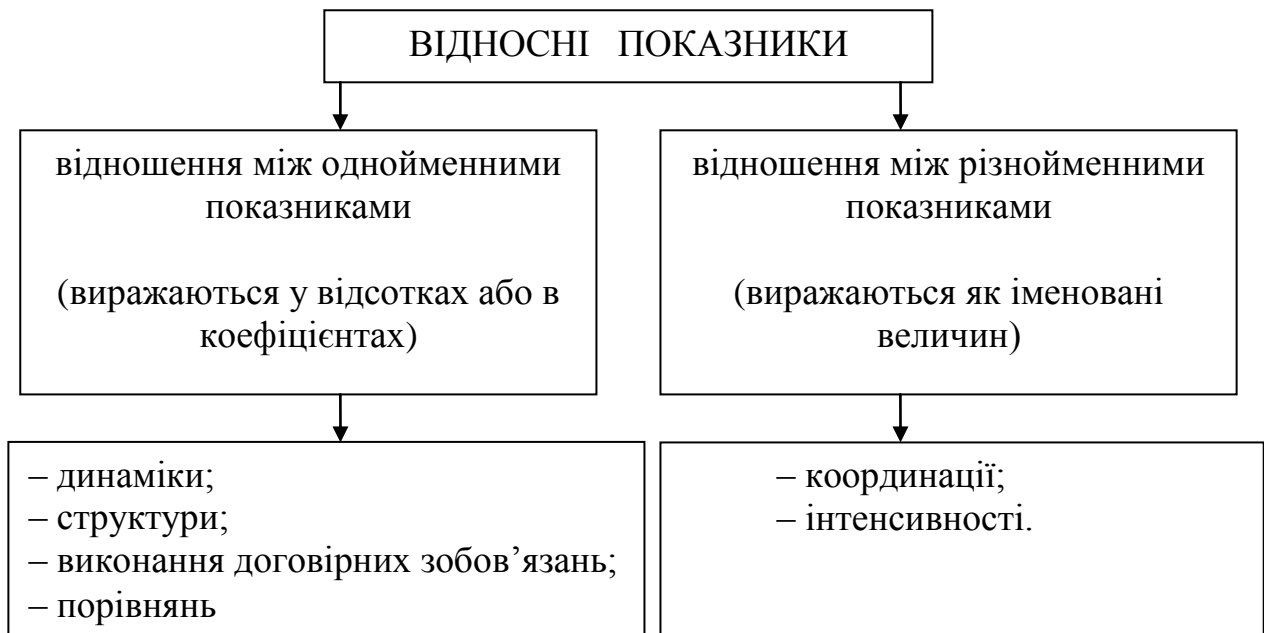 ВІДНОСНІ ПОКАЗНИКИ
відношення між однойменними
показниками
(виражаються у відсотках або в
коефіцієнтах)
відношення між різнойменними
показниками
(виражаються як іменовані
величин)
– динаміки;
– структури;
– виконання договірних зобов’язань;
– порівнянь
– координації;
– інтенсивності.